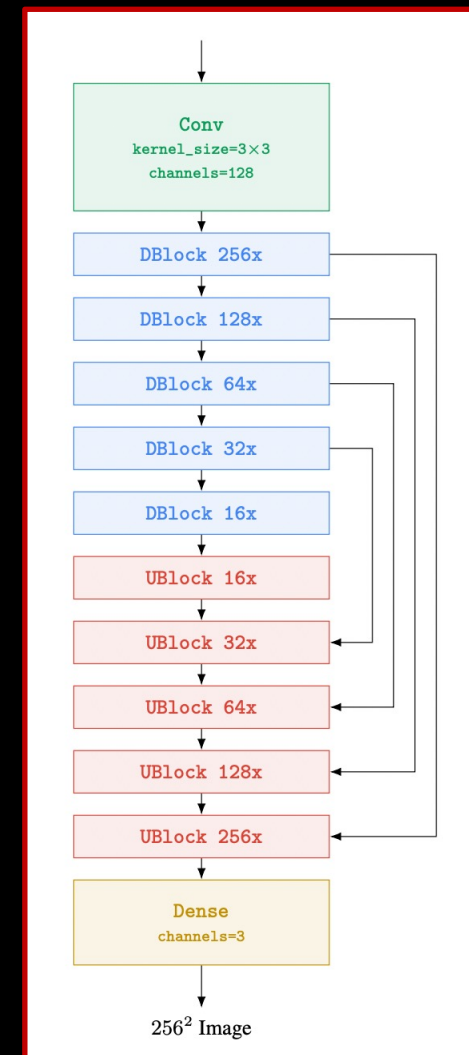 Conv
kernel_size=3×3
channels=128
DBlock 256x
DBlock 128x
DBlock 64x
DBlock 32x
DBlock 16x
UBlock 16x
UBlock 32x
UBlock 64x
UBlock 128x
UBlock 256x
Dense
channels=3
256² Image